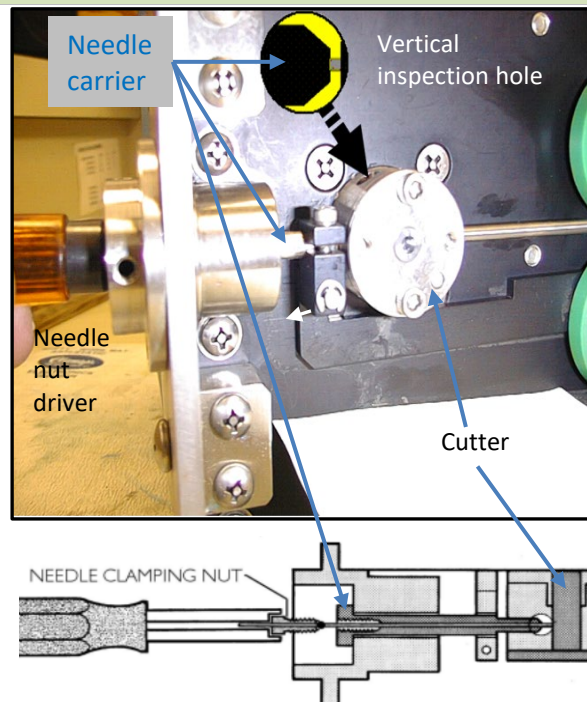 Needle
carrier
Vertical
inspection hole
Needle
nut
driver
Cutter
NEEDLE CLAMPING NUT